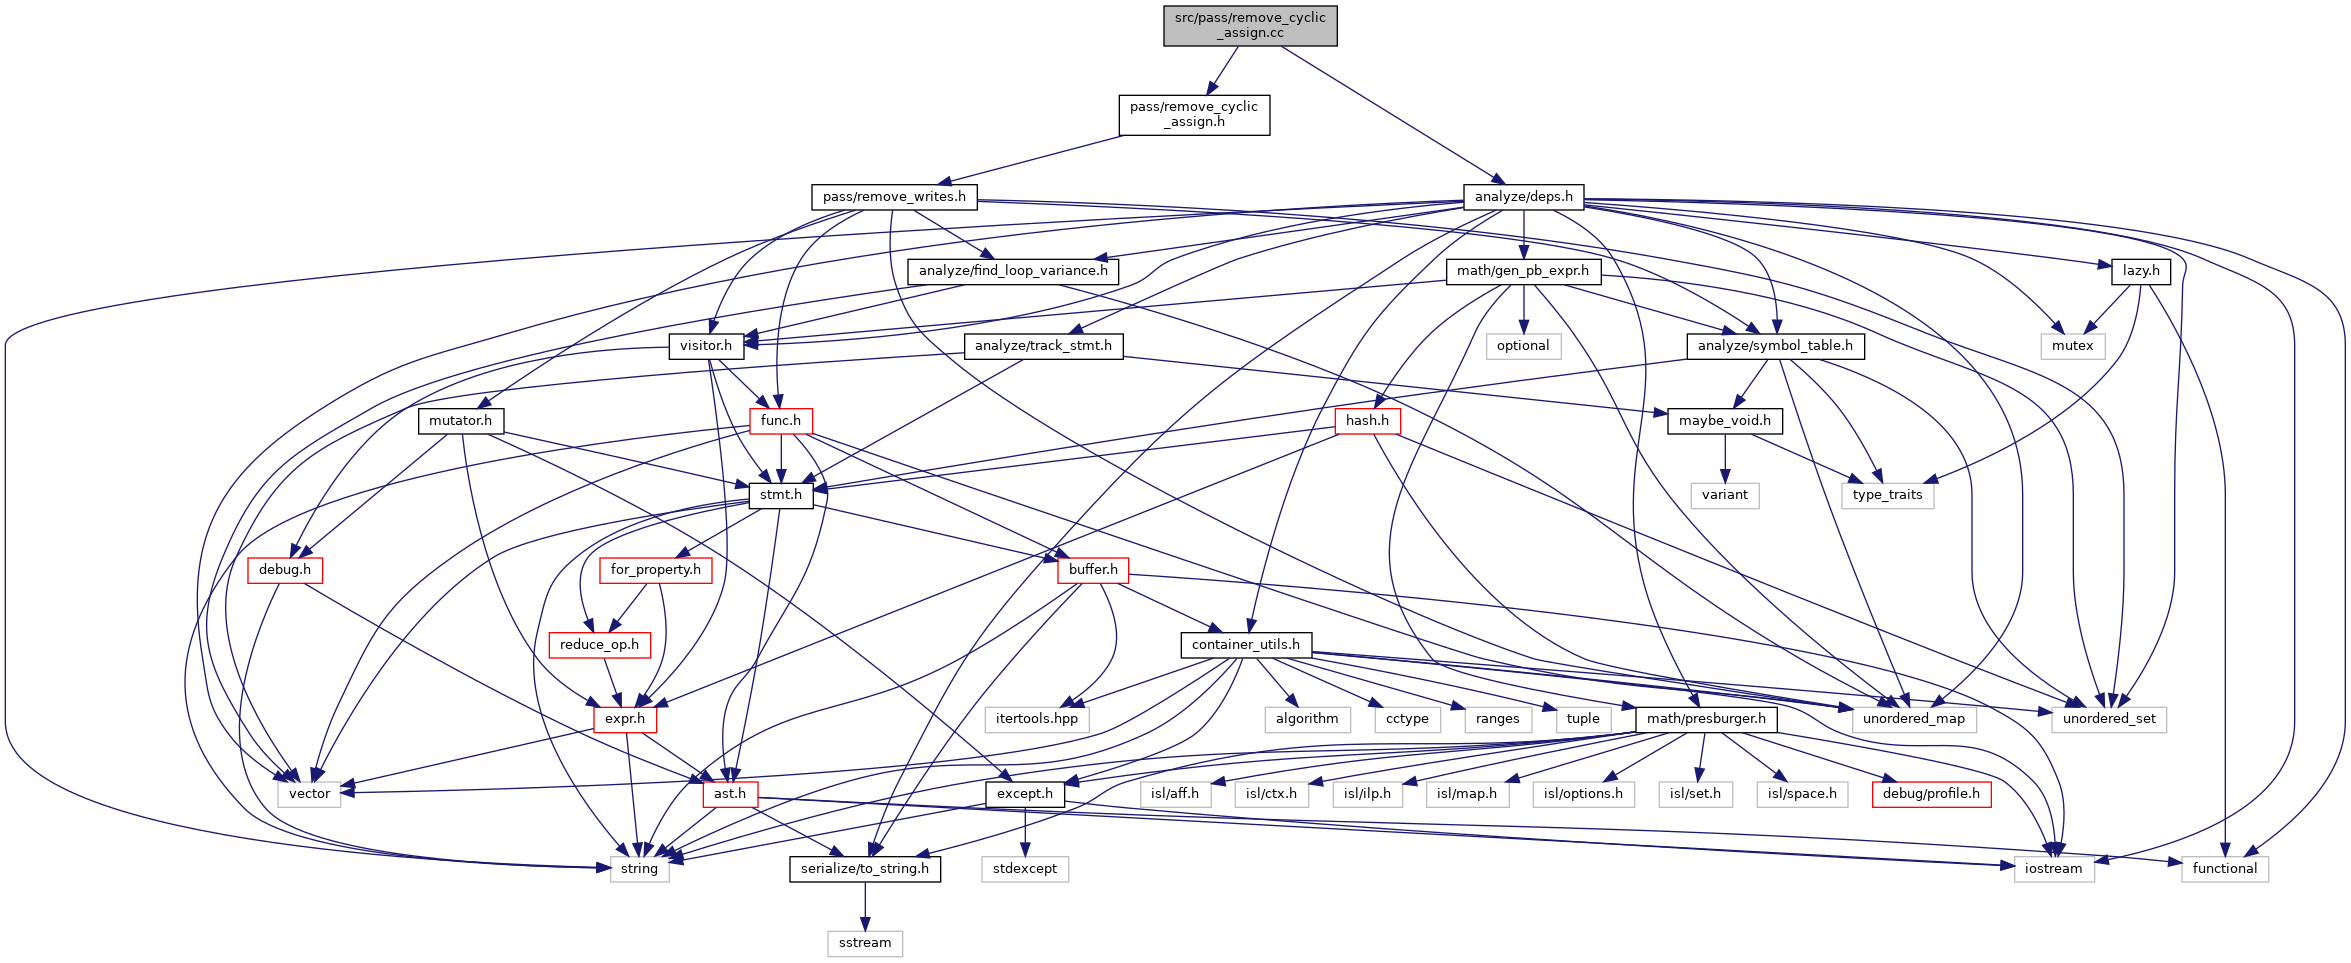 src/pass/remove_cyclic
_assign.cc
pass/remove_cyclic
_assign.h
pass/remove_writes.h
analyze/deps.h
analyze/find_loop_variance.h
math/gen_pb_expr.h
lazy.h
visitor.h
analyze/track_stmt.h
optional
analyze/symbol_table.h
mutex
mutator.h
func.h
hash.h
maybe_void.h
stmt.h
variant
type_traits
debug.h
for_property.h
buffer.h
reduce_op.h
container_utils.h
expr.h
itertools.hpp
algorithm
cctype
ranges
tuple
math/presburger.h
unordered_map
unordered_set
vector
ast.h
except.h
isl/aff.h
isl/ctx.h
isl/ilp.h
isl/map.h
isl/options.h
isl/set.h
isl/space.h
debug/profile.h
string
serialize/to_string.h
stdexcept
iostream
functional
sstream